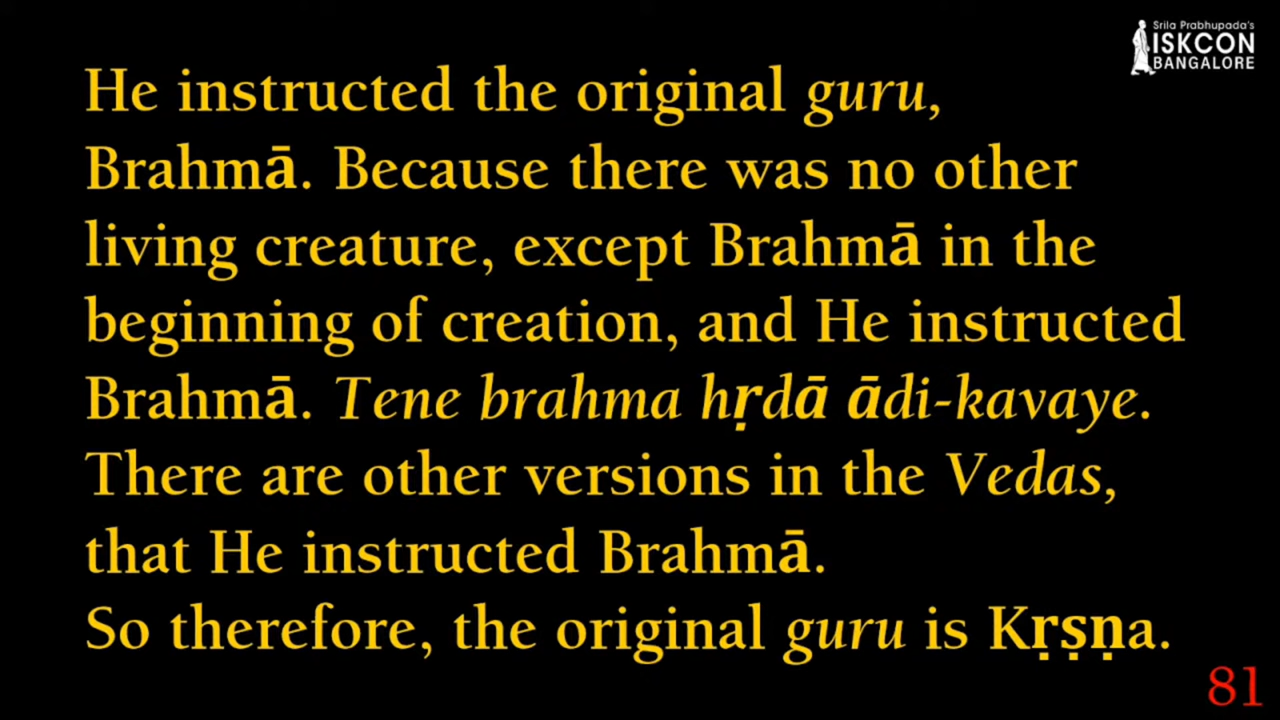 Srila Prabhupada's
ISKCON
BANGALORE
He instructed the original guru,
Brahmā. Because there was no other
living creature, except Brahmā in the
beginning of creation, and He instructed
Brahmā. Tene brahma hṛdā ādi-kavaye.
There are other versions in the Vedas,
that He instructed Brahmā.
So therefore, the original guru is Kṛṣṇa.
81